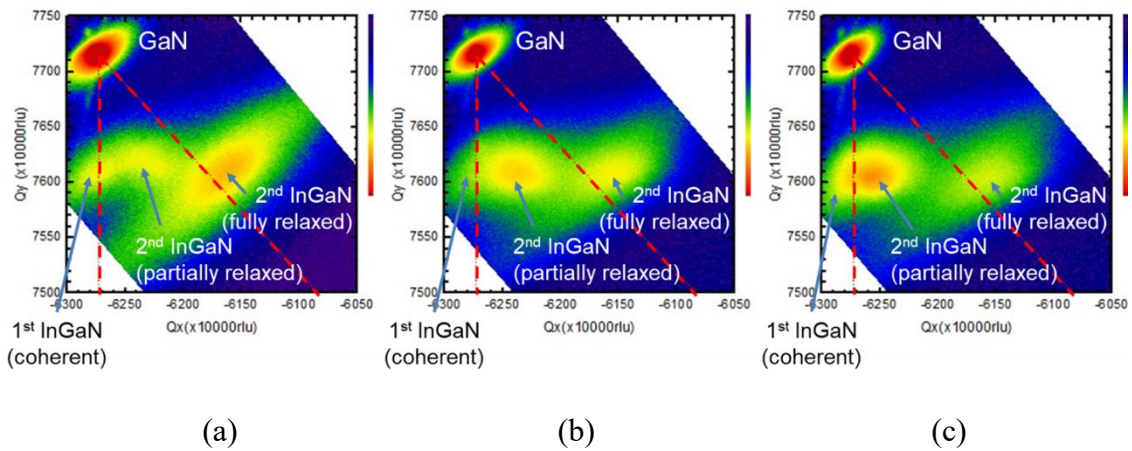 7750
7700
7650
7600
7550
7500
Qy (x10000rlu)
GaN
2nd InGaN
(fully relaxed)
2nd InGaN
(partially relaxed)
-6300 -6250 -6200 -6150 -6100 -6050
Qx(x10000rlu)
1st InGaN
(coherent)
(a)
7750
7700
7650
7600
7550
7500
Qy (x10000rlu)
GaN
2nd InGaN
(fully relaxed)
2nd InGaN
(partially relaxed)
-6300 -6250 -6200 -6150 -6100 -6050
Qx(x10000rlu)
1st InGaN
(coherent)
(b)
7750
7700
7650
7600
7550
7500
Qy (x10000rlu)
GaN
2nd InGaN
(fully relaxed)
2nd InGaN
(partially relaxed)
-6300 -6250 -6200 -6150 -6100 -6050
Qx(x10000rlu)
1st InGaN
(coherent)
(c)